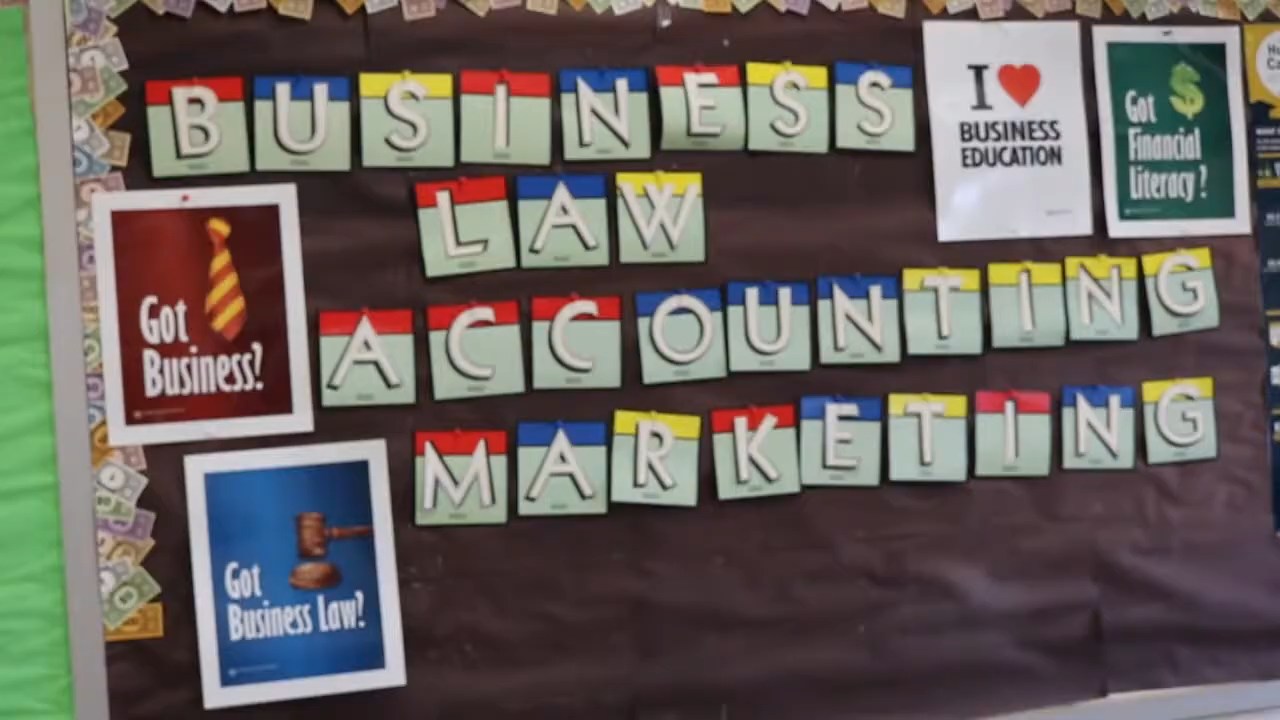 BUSINESS
LAW
ACCOUNTING
MARKETING
I ❤
BUSINESS
EDUCATION
Got
Financial
Literacy?
Got
Business?
Got
Business Law?